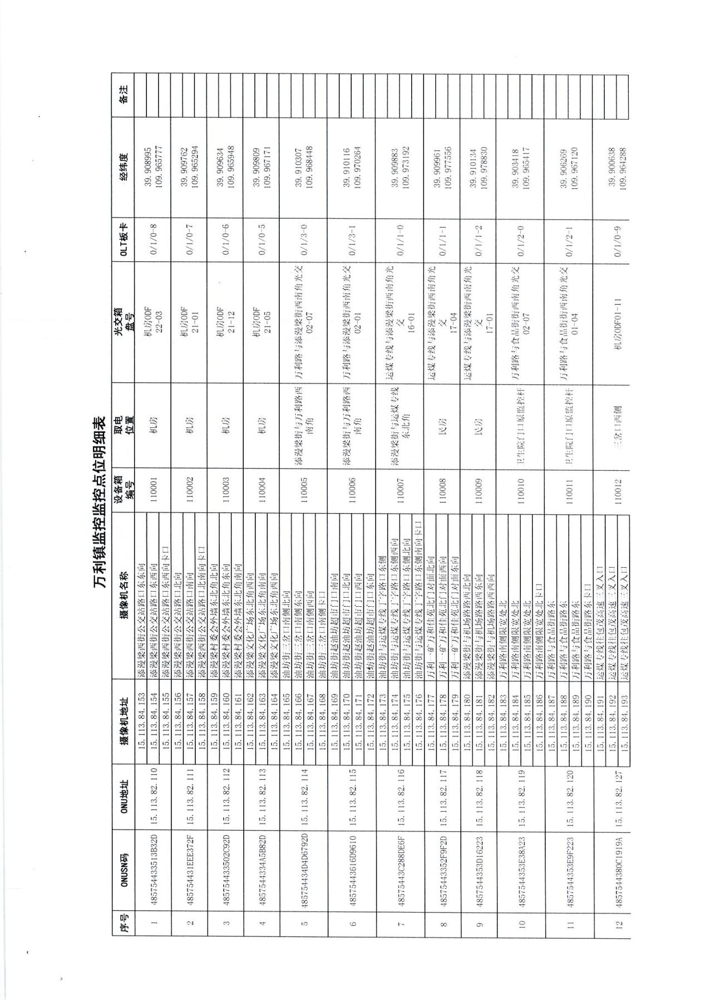 万利镇监控监控点位明细表
序号 ONUSN码 ONU地址 摄像机地址 摄像机名称 设备箱编号 取电位置 光交箱盘号 OLT板卡 经纬度 备注
1 485754433513B32D 15.113.82.110 15.113.84.153 添漫梁西街公交站路口东东向 110001 机房 机房ODF 22-03 0/1/0-8 39.908995 109.965777
15.113.84.154 添漫梁西街公交站路口东西向
15.113.84.155 添漫梁西街公交站路口东西向卡口
2 485754431EEE372F 15.113.82.111 15.113.84.156 添漫梁西街公交站路口北向 110002 机房 机房ODF 21-01 0/1/0-7 39.909762 109.965294
15.113.84.157 添漫梁西街公交站路口南向
15.113.84.158 添漫梁西街公交站路口北南向卡口
3 485754433502C92D 15.113.82.112 15.113.84.159 添漫梁村委会外墙东北角北向 110003 机房 机房ODF 21-12 0/1/0-6 39.909634 109.965948
15.113.84.160 添漫梁村委会外墙东北角东向
15.113.84.161 添漫梁村委会外墙东北角南向
4 485754434A5B82D 15.113.82.113 15.113.84.162 添漫梁文化广场东北角西向 110004 机房 机房ODF 21-05 0/1/0-5 39.909809 109.967171
15.113.84.163 添漫梁文化广场东北角南向
15.113.84.164 添漫梁文化广场东北角西向
5 485754434D4D6792D 15.113.82.114 15.113.84.165 油坊街三岔口南侧北向 110005 添漫梁街与万利路西南角 万利路与添漫梁街西南角光交 02-07 0/1/3-0 39.910307 109.968448
15.113.84.166 油坊街三岔口南侧东向
15.113.84.167 油坊街三岔口南侧西向
15.113.84.168 油坊街三岔口南侧卡口
6 48575443616D9610 15.113.82.115 15.113.84.169 油坊街赵油坊超市门口南向 110006 添漫梁街与万利路西南角 万利路与添漫梁街西南角光交 02-01 0/1/3-1 39.910116 109.970264
15.113.84.170 油坊街赵油坊超市门口北向
15.113.84.171 油坊街赵油坊超市门口西向
15.113.84.172 油坊街赵油坊超市门口东向
7 48575443C288DE6F 15.113.82.116 15.113.84.173 油坊街与运煤专线丁字路口东侧 110007 添漫梁街与运煤专线东北角 运煤专线与添漫梁街西南角光交 16-01 0/1/1-0 39.909883 109.973192
15.113.84.174 油坊街与运煤专线丁字路口东侧西向
15.113.84.175 油坊街与运煤专线丁字路口东侧北向
15.113.84.176 油坊街与运煤专线丁字路口东侧南向卡口
8 48575443352F9F2D 15.113.82.117 15.113.84.177 万利一矿万和佳苑北门对面北向 110008 民房 运煤专线与添漫梁街西南角光交 17-04 0/1/1-1 39.909961 109.977556
15.113.84.178 万利一矿万和佳苑北门对面西向
15.113.84.179 万利一矿万和佳苑北门对面东向
9 4857544353D16223 15.113.82.118 15.113.84.180 添漫梁街与机场路路西北向 110009 民房 运煤专线与添漫梁街西南角光交 17-01 0/1/1-2 39.910134 109.978830
15.113.84.181 添漫梁街与机场路路西东向
15.113.84.182 添漫梁街与机场路路西西向
10 4857544353E38A23 15.113.82.119 15.113.84.183 万利路南侧限宽处北 110010 卫生院门口原监控杆 万利路与食品街街西南角光交 02-07 0/1/2-0 39.903418 109.965417
15.113.84.184 万利路南侧限宽处北
15.113.84.185 万利路南侧限宽处北
15.113.84.186 万利路南侧限宽处北卡口
11 4857544353E9F223 15.113.82.120 15.113.84.187 万利路与食品街路东 110011 卫生院门口原监控杆 万利路与食品街街西南角光交 01-04 0/1/2-1 39.906269 109.967120
15.113.84.188 万利路与食品街路东
15.113.84.189 万利路与食品街路东
15.113.84.190 万利路与食品街路东卡口
12 4857544380C1919A 15.113.82.127 15.113.84.191 运煤专线往包茂高速三叉入口 110012 三岔口西侧 机房ODF01-11 0/1/0-9 39.900638 109.964288
15.113.84.192 运煤专线往包茂高速三叉入口
15.113.84.193 运煤专线往包茂高速三叉入口